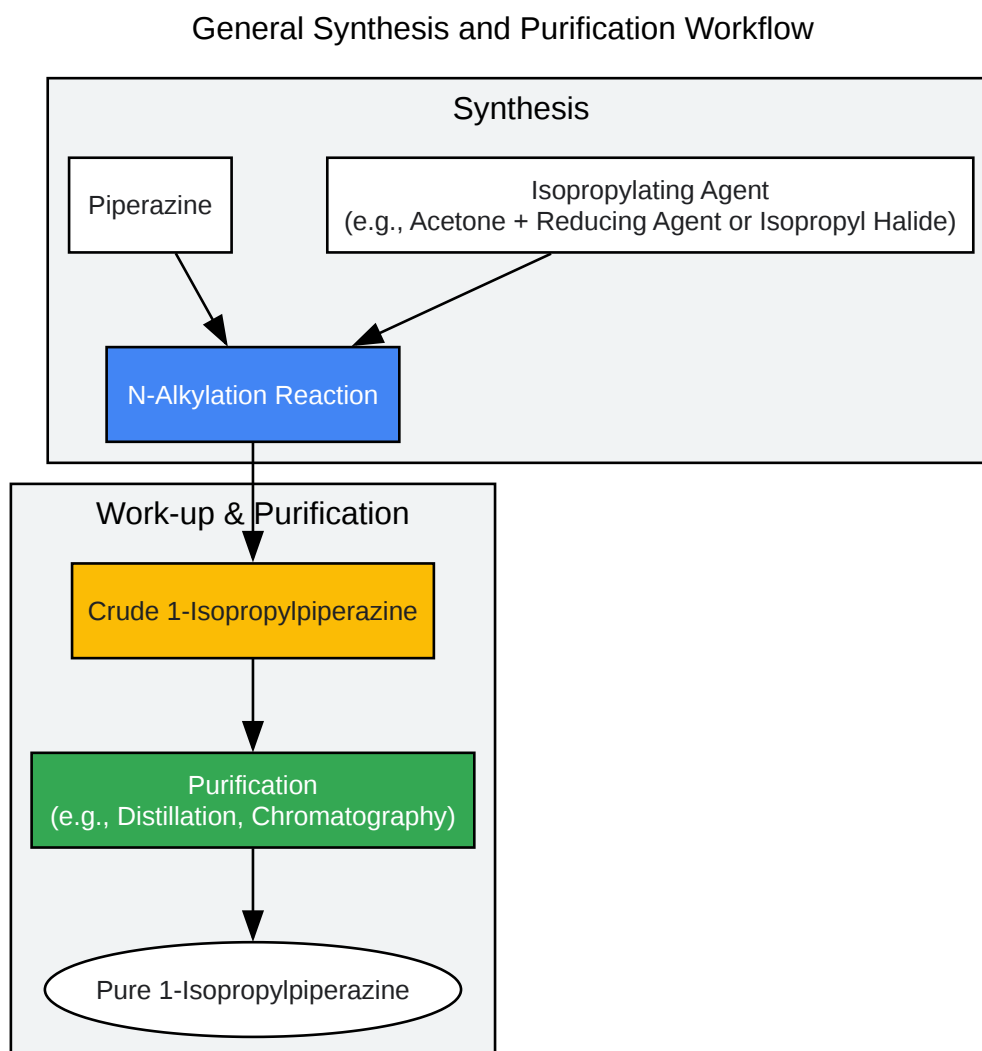 General Synthesis and Purification Workflow
Synthesis
Piperazine
Isopropylating Agent
(e.g., Acetone + Reducing Agent or Isopropyl Halide)
N-Alkylation Reaction
Work-up & Purification
Crude 1-Isopropylpiperazine
Purification
(e.g., Distillation, Chromatography)
Pure 1-Isopropylpiperazine